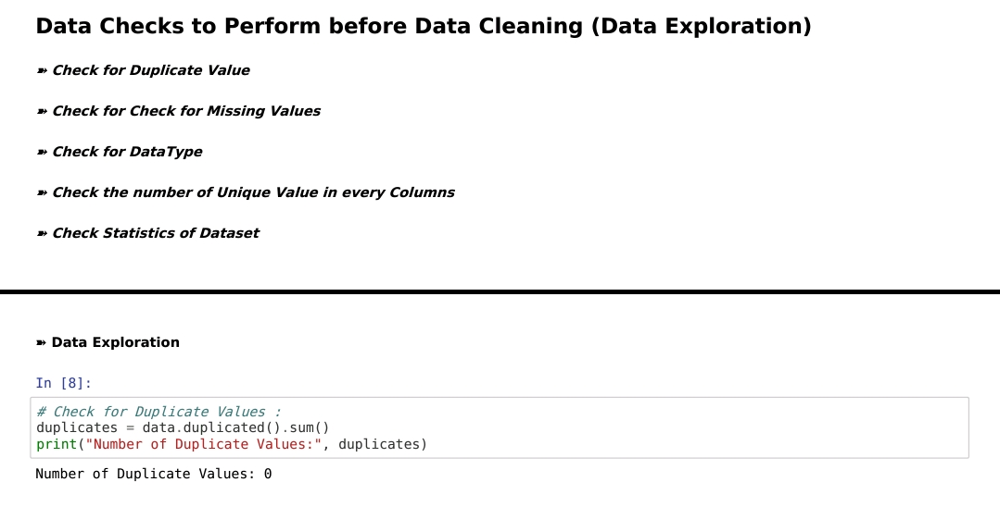 Data Checks to Perform before Data Cleaning (Data Exploration)
➽ Check for Duplicate Value
➽ Check for Check for Missing Values
➽ Check for DataType
➽ Check the number of Unique Value in every Columns
➽ Check Statistics of Dataset
➽ Data Exploration
In [8]:
# Check for Duplicate Values :
duplicates = data.duplicated().sum()
print("Number of Duplicate Values:", duplicates)
Number of Duplicate Values: 0